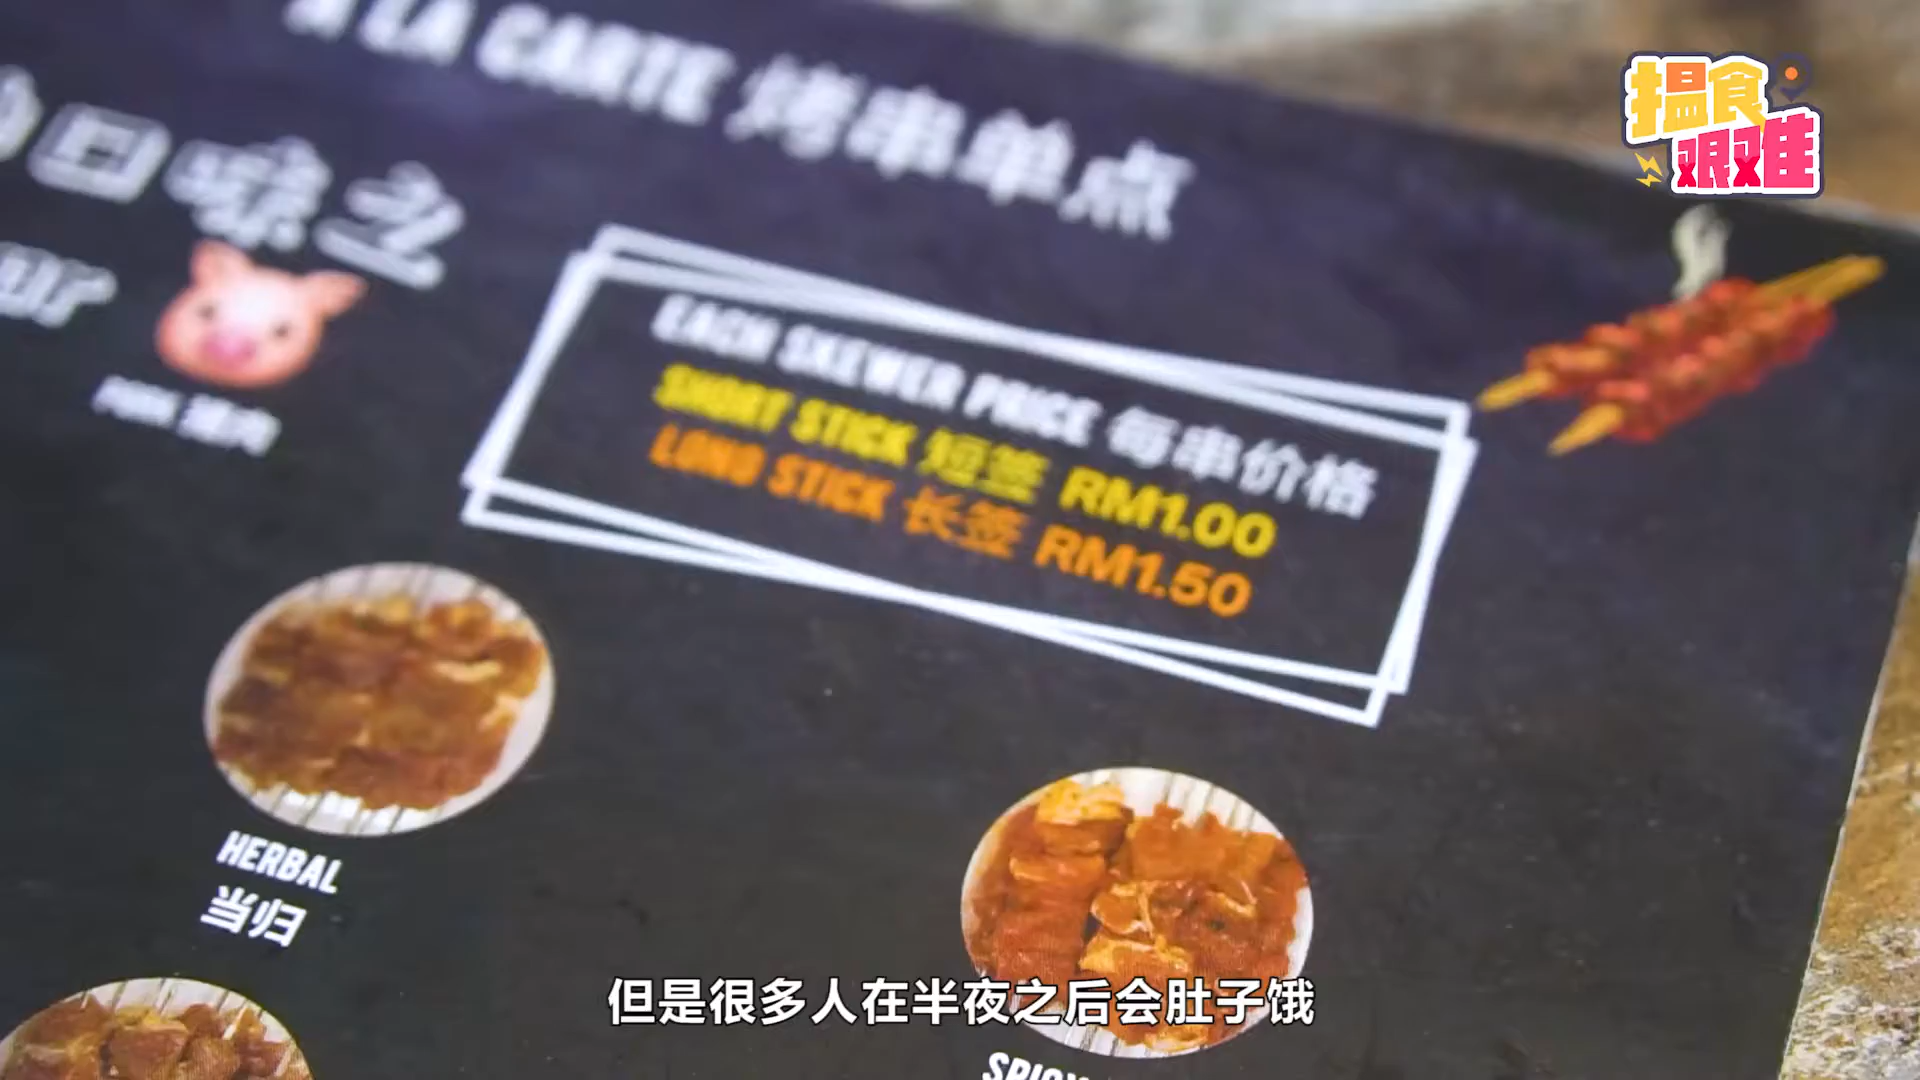 A LA CARTE 烤串单点
搵食
艰难
口味之
EACH SKEWER PRICE 每串价格
SHORT STICK 短签 RM1.00
LONG STICK 长签 RM1.50
PORK 猪肉
HERBAL
当归
但是很多人在半夜之后会肚子饿
SPICY